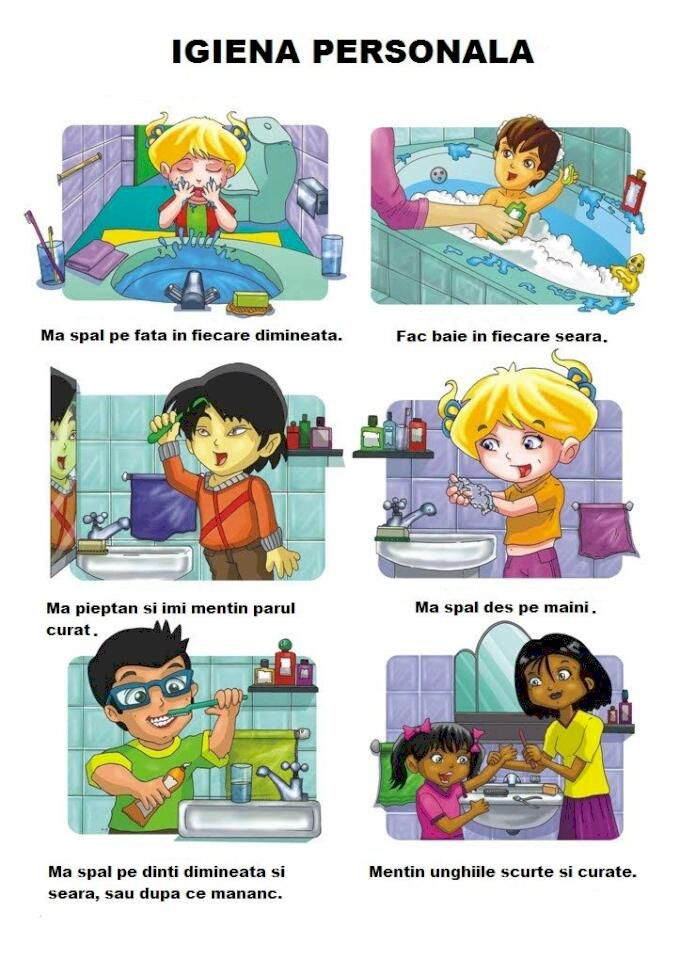 IGIENA PERSONALA
Ma spal pe fata in fiecare dimineata.
Fac baie in fiecare seara.
Ma pieptan si imi mentin parul
curat.
Ma spal des pe maini.
Ma spal pe dinti dimineata si
seara, sau dupa ce mananc.
Mentin unghiile scurte si curate.